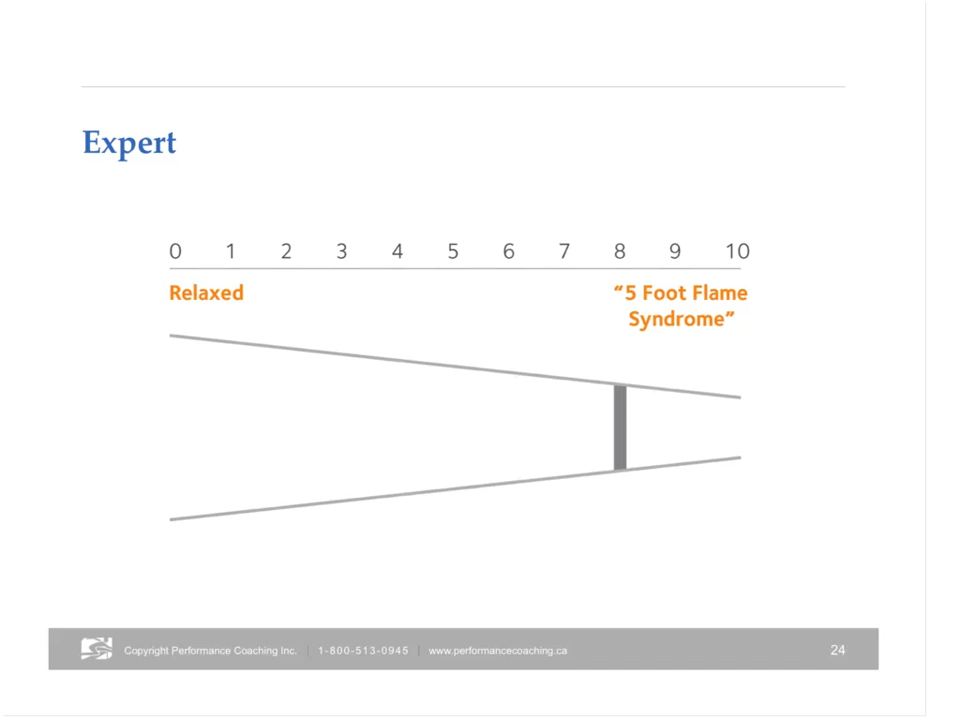 Expert
0 1 2 3 4 5 6 7 8 9 10
Relaxed
“5 Foot Flame
Syndrome”
Copyright Performance Coaching Inc. | 1-800-513-0945 | www.performancecoaching.ca 24